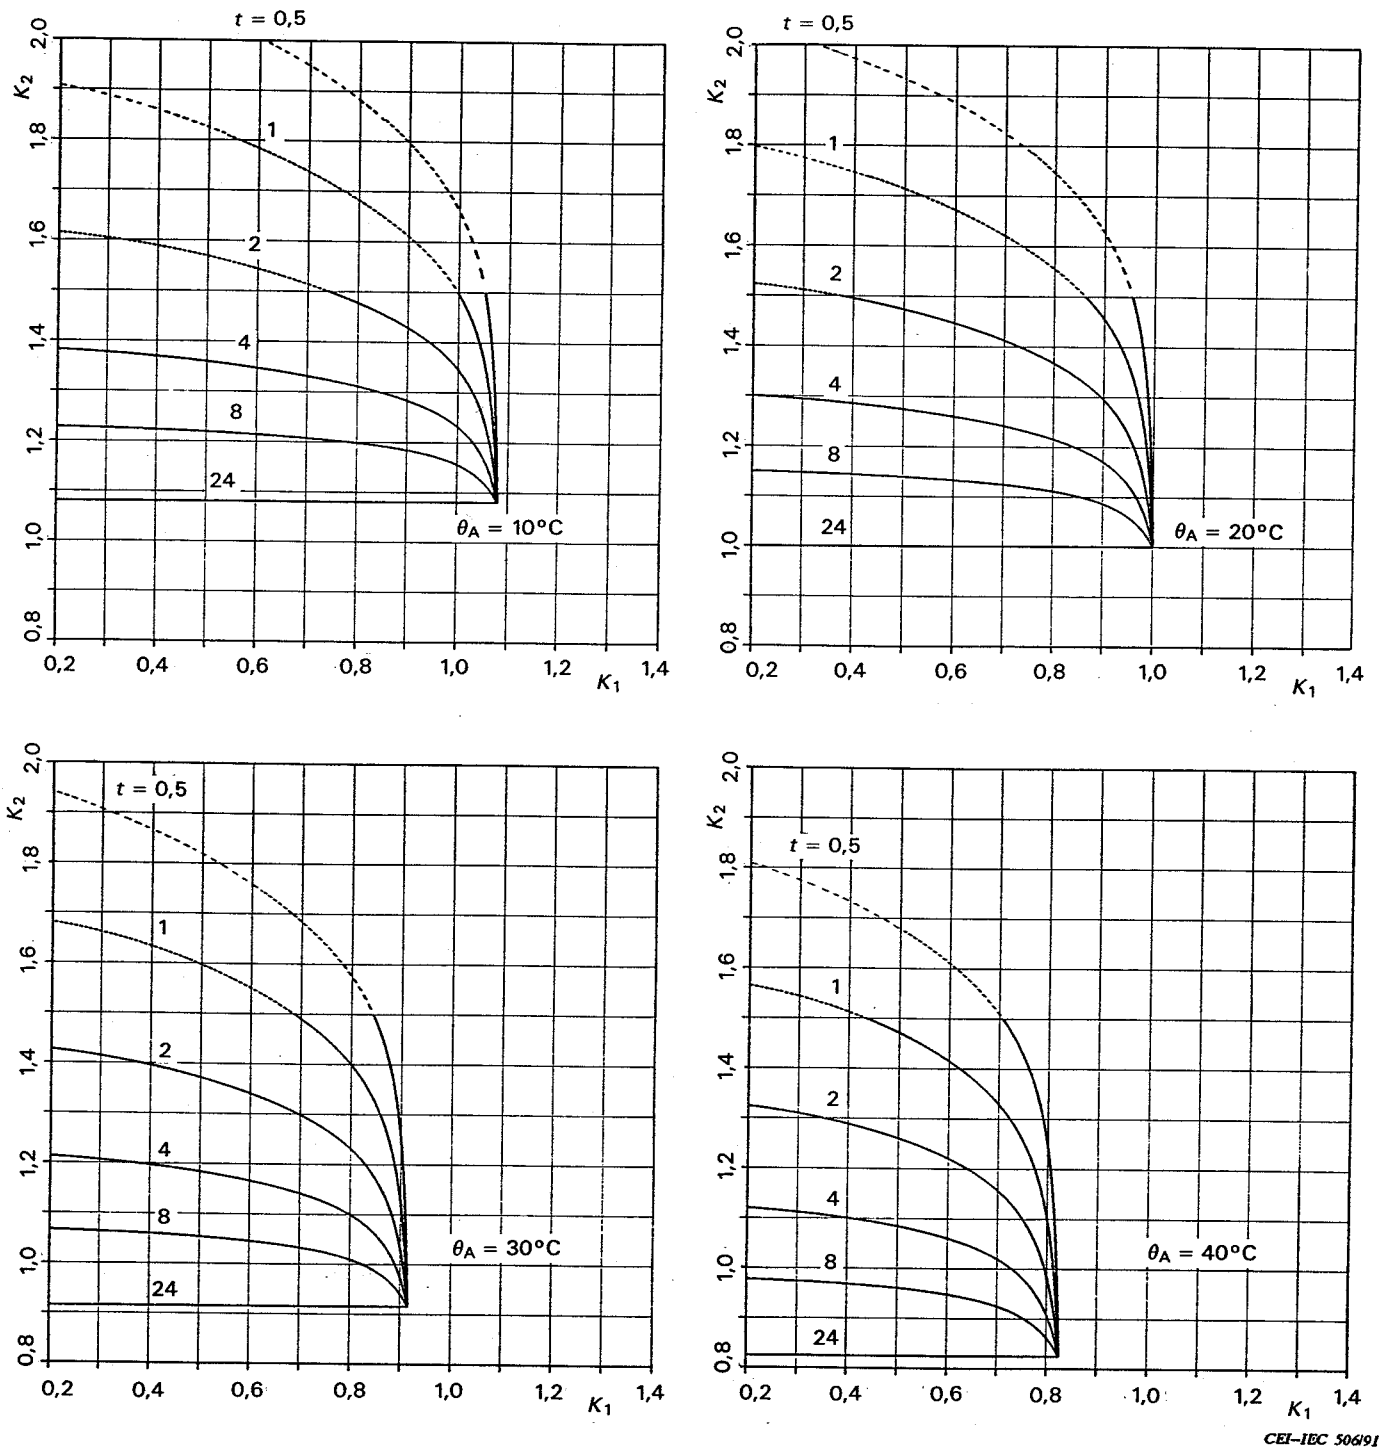 t = 0,5
K2
2,0
1,8
1,6
1,4
1,2
1,0
0,8
1
2
4
8
24
θA = 10°C
0,2 0,4 0,6 0,8 1,0 1,2 1,4
K1
t = 0,5
K2
2,0
1,8
1,6
1,4
1,2
1,0
0,8
1
2
4
8
24
θA = 20°C
0,2 0,4 0,6 0,8 1,0 1,2 1,4
K1
t = 0,5
K2
2,0
1,8
1,6
1,4
1,2
1,0
0,8
1
2
4
8
24
θA = 30°C
0,2 0,4 0,6 0,8 1,0 1,2 1,4
K1
t = 0,5
K2
2,0
1,8
1,6
1,4
1,2
1,0
0,8
1
2
4
8
24
θA = 40°C
0,2 0,4 0,6 0,8 1,0 1,2 1,4
K1
CEI–IEC 506/91